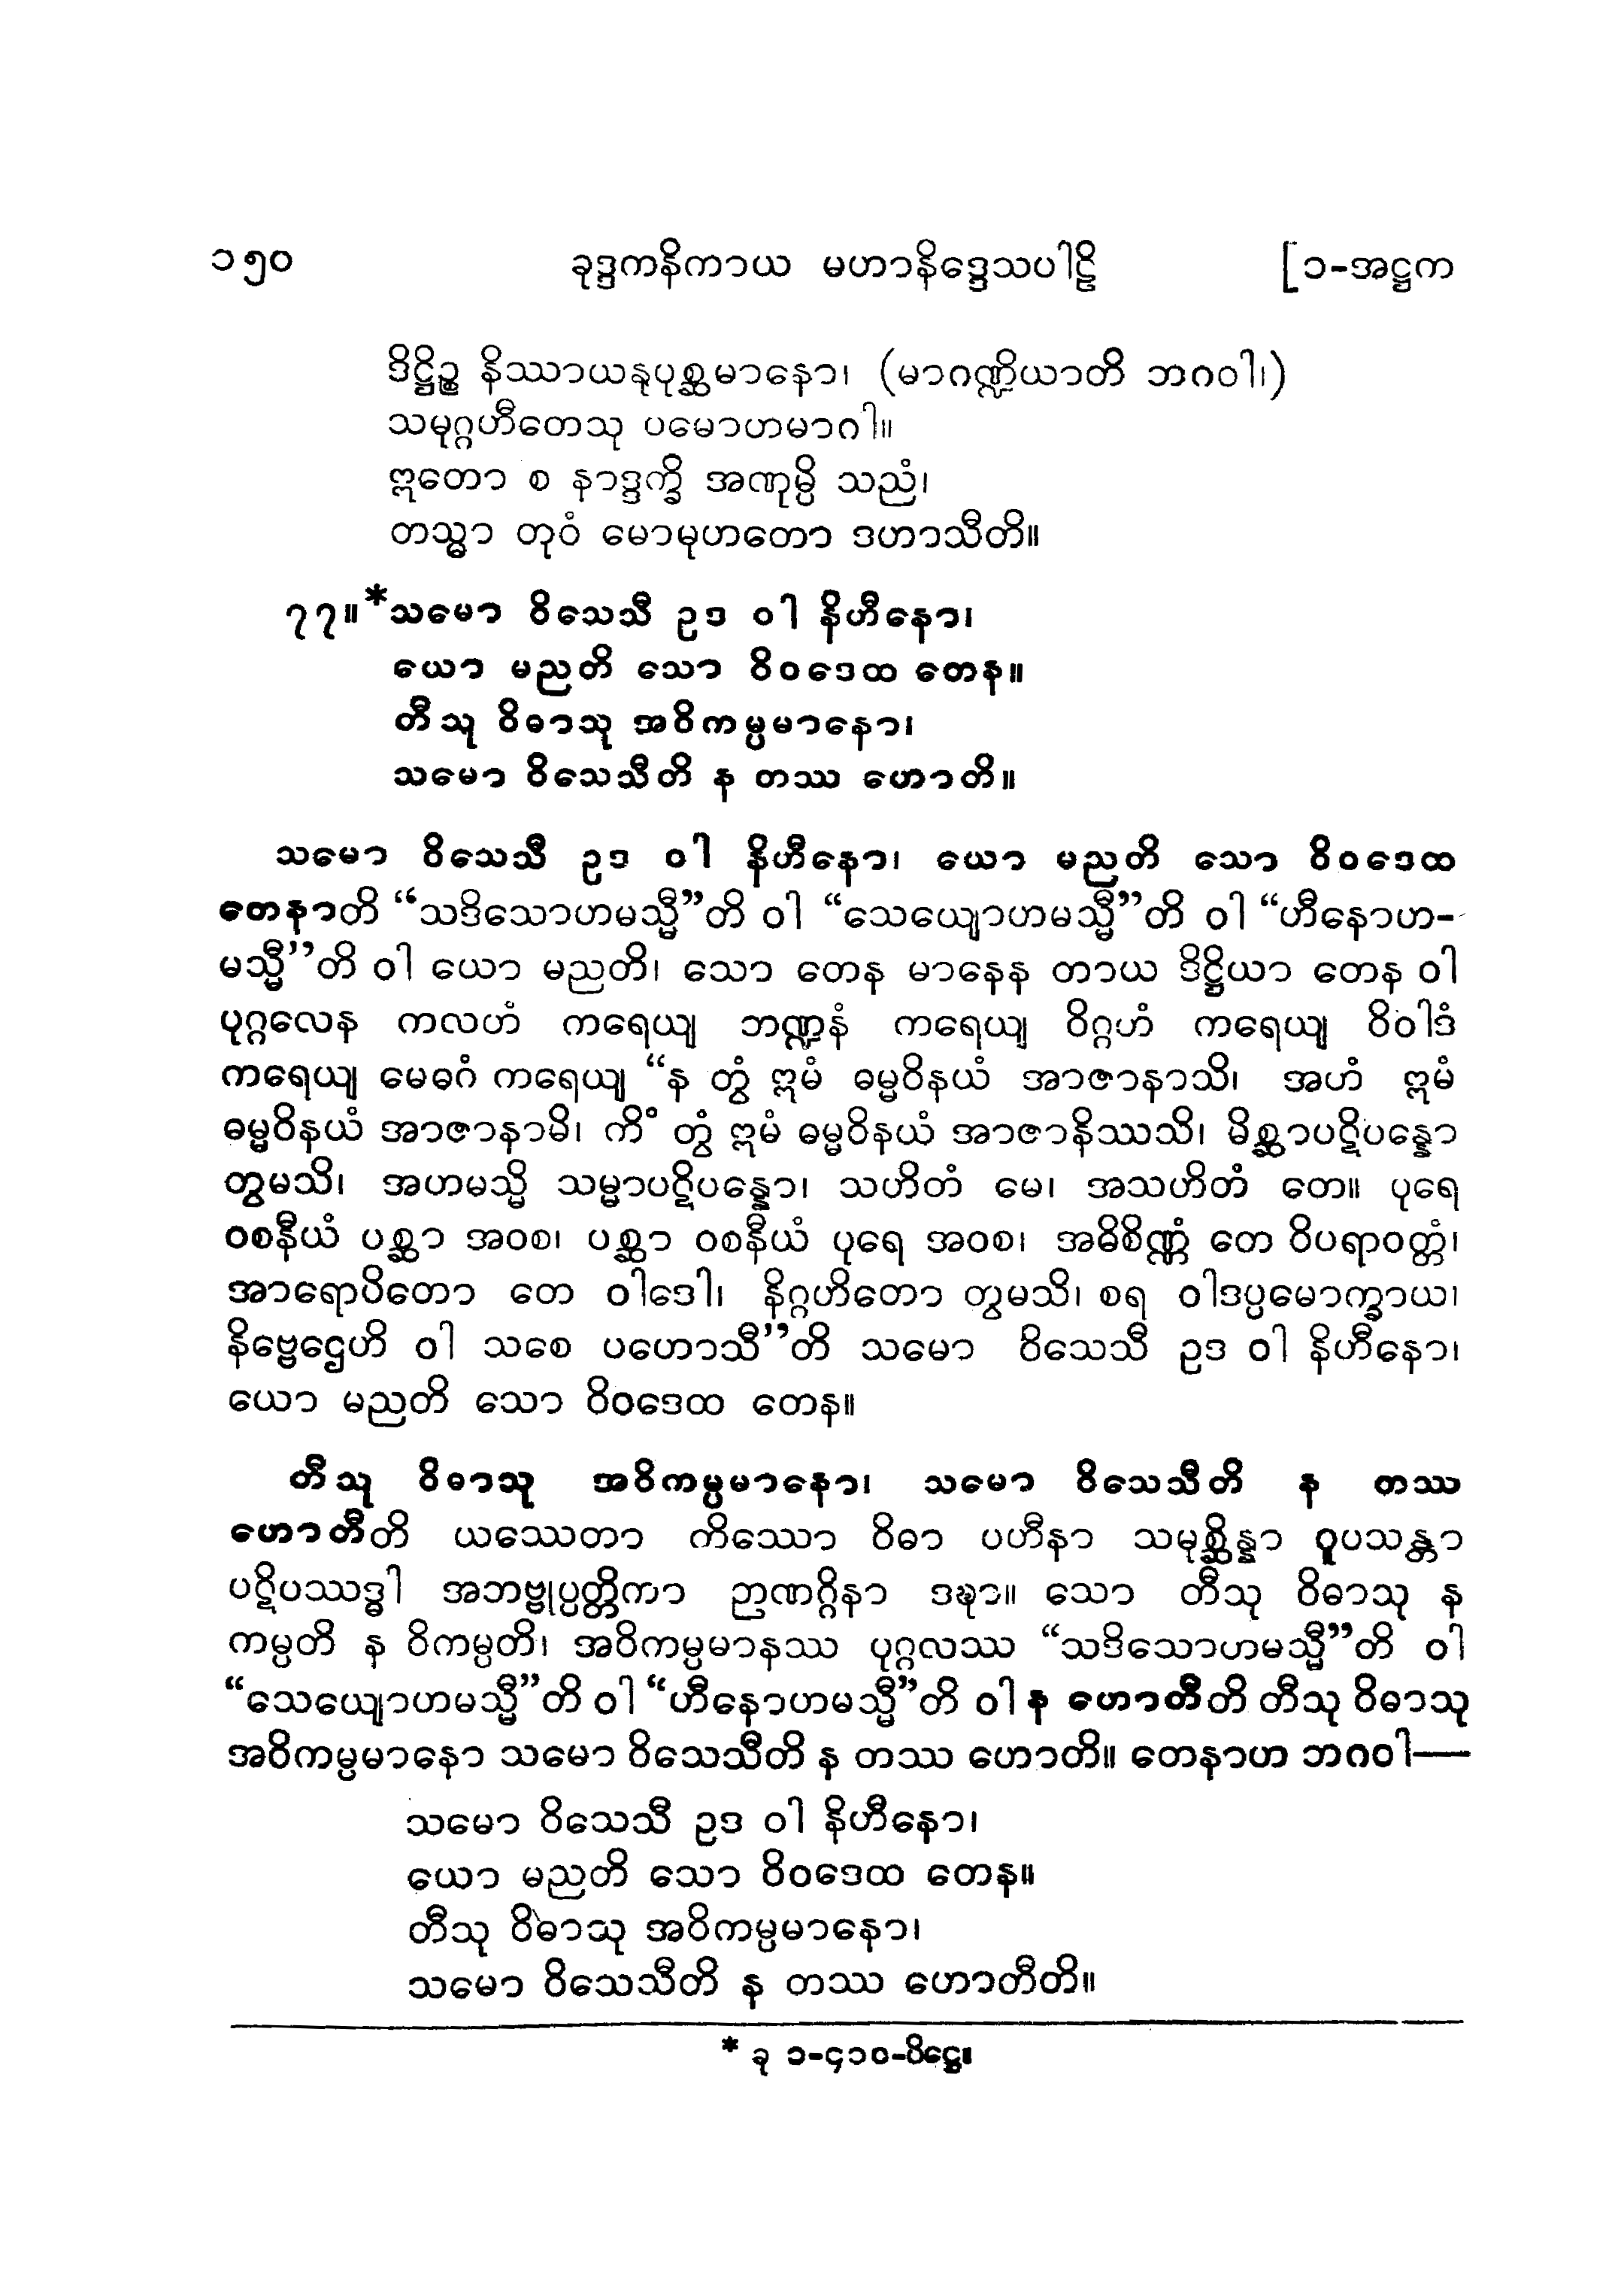 ၁၅၀ ခုဒ္ဒကနိကာယ မဟာနိဒ္ဒေသပါဠိ [၁-အဋ္ဌက
ဒိဋ္ဌိဉ္စ နိဿာယနုပုစ္ဆမာနော၊ (မာဂဏ္ဍိယာတိ ဘဂဝါ၊)
သမုဂ္ဂဟီတေသု ပမောဟမာဂါ။
ဣတော စ နာဒ္ဒက္ခိ အဏုမ္ပိ သညံ၊
တသ္မာ တုဝံ မောမုဟတော ဒဟာသီတိ။
၇၇။*သမော ဝိသေသီ ဥဒ ဝါ နိဟီနော၊
ယော မညတိ သော ဝိဝဒေထ တေန။
တီသု ဝိဓာသု အဝိကမ္ပမာနော၊
သမော ဝိသေသီတိ န တဿ ဟောတိ။
သမော ဝိသေသီ ဥဒ ဝါ နိဟီနော၊ ယော မညတိ သော ဝိဝဒေထ
တေနာတိ “သဒိသောဟမသ္မီ”တိ ဝါ “သေယျောဟမသ္မီ”တိ ဝါ “ဟီနောဟ-
မသ္မီ”တိ ဝါ ယော မညတိ၊ သော တေန မာနေန တာယ ဒိဋ္ဌိယာ တေန ဝါ
ပုဂ္ဂလေန ကလဟံ ကရေယျ ဘဏ္ဍနံ ကရေယျ ဝိဂ္ဂဟံ ကရေယျ ဝိဝါဒံ
ကရေယျ မေဓဂံ ကရေယျ “န တွံ ဣမံ ဓမ္မဝိနယံ အာဇာနာသိ၊ အဟံ ဣမံ
ဓမ္မဝိနယံ အာဇာနာမိ၊ ကိံ တွံ ဣမံ ဓမ္မဝိနယံ အာဇာနိဿသိ၊ မိစ္ဆာပဋိပန္နော
တွမသိ၊ အဟမသ္မိ သမ္မာပဋိပန္နော၊ သဟိတံ မေ၊ အသဟိတံ တေ။ ပုရေ
ဝစနီယံ ပစ္ဆာ အဝစ၊ ပစ္ဆာ ဝစနီယံ ပုရေ အဝစ၊ အဓိစိဏ္ဏံ တေ ဝိပရာဝတ္တံ၊
အာရောပိတော တေ ဝါဒေါ၊ နိဂ္ဂဟိတော တွမသိ၊ စရ ဝါဒပ္ပမောက္ခာယ၊
နိဗ္ဗေဌေဟိ ဝါ သစေ ပဟောသီ”တိ သမော ဝိသေသီ ဥဒ ဝါ နိဟီနော၊
ယော မညတိ သော ဝိဝဒေထ တေန။
တီသု ဝိဓာသု အဝိကမ္ပမာနော၊ သမော ဝိသေသီတိ န တဿ
ဟောတီတိ ယဿေတာ တိဿော ဝိဓာ ပဟီနာ သမုစ္ဆိန္နာ ဝူပသန္တာ
ပဋိပဿဒ္ဓါ အဘဗ္ဗုပ္ပတ္တိကာ ဉာဏဂ္ဂိနာ ဒဍ္ဎာ။ သော တီသု ဝိဓာသု န
ကမ္ပတိ န ဝိကမ္ပတိ၊ အဝိကမ္ပမာနဿ ပုဂ္ဂလဿ “သဒိသောဟမသ္မီ”တိ ဝါ
“သေယျောဟမသ္မီ”တိ ဝါ “ဟီနောဟမသ္မီ”တိ ဝါ န ဟောတီတိ တီသု ဝိဓာသု
အဝိကမ္ပမာနော သမော ဝိသေသီတိ န တဿ ဟောတိ။ တေနာဟ ဘဂဝါ—
သမော ဝိသေသီ ဥဒ ဝါ နိဟီနော၊
ယော မညတိ သော ဝိဝဒေထ တေန။
တီသု ဝိဓာသု အဝိကမ္ပမာနော၊
သမော ဝိသေသီတိ န တဿ ဟောတီတိ။
* ခု ၁-၄၁၀-ပိဋ္ဌေ။